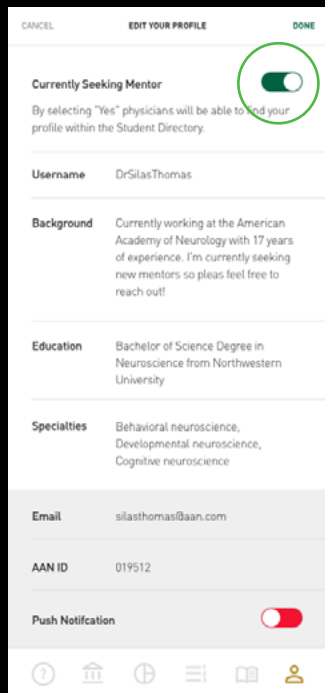 CANCEL EDIT YOUR PROFILE DONE
Currently Seeking Mentor
By selecting "Yes" physicians will be able to find your
profile within the Student Directory.
Username DrSilasThomas
Background Currently working at the American
Academy of Neurology with 17 years
of experience. I'm currently seeking
new mentors so pleas feel free to
reach out!
Education Bachelor of Science Degree in
Neuroscience from Northwestern
University
Specialties Behavioral neuroscience,
Developmental neuroscience,
Cognitive neuroscience
Email silasthomas@aan.com
AAN ID 019512
Push Notifcation
?